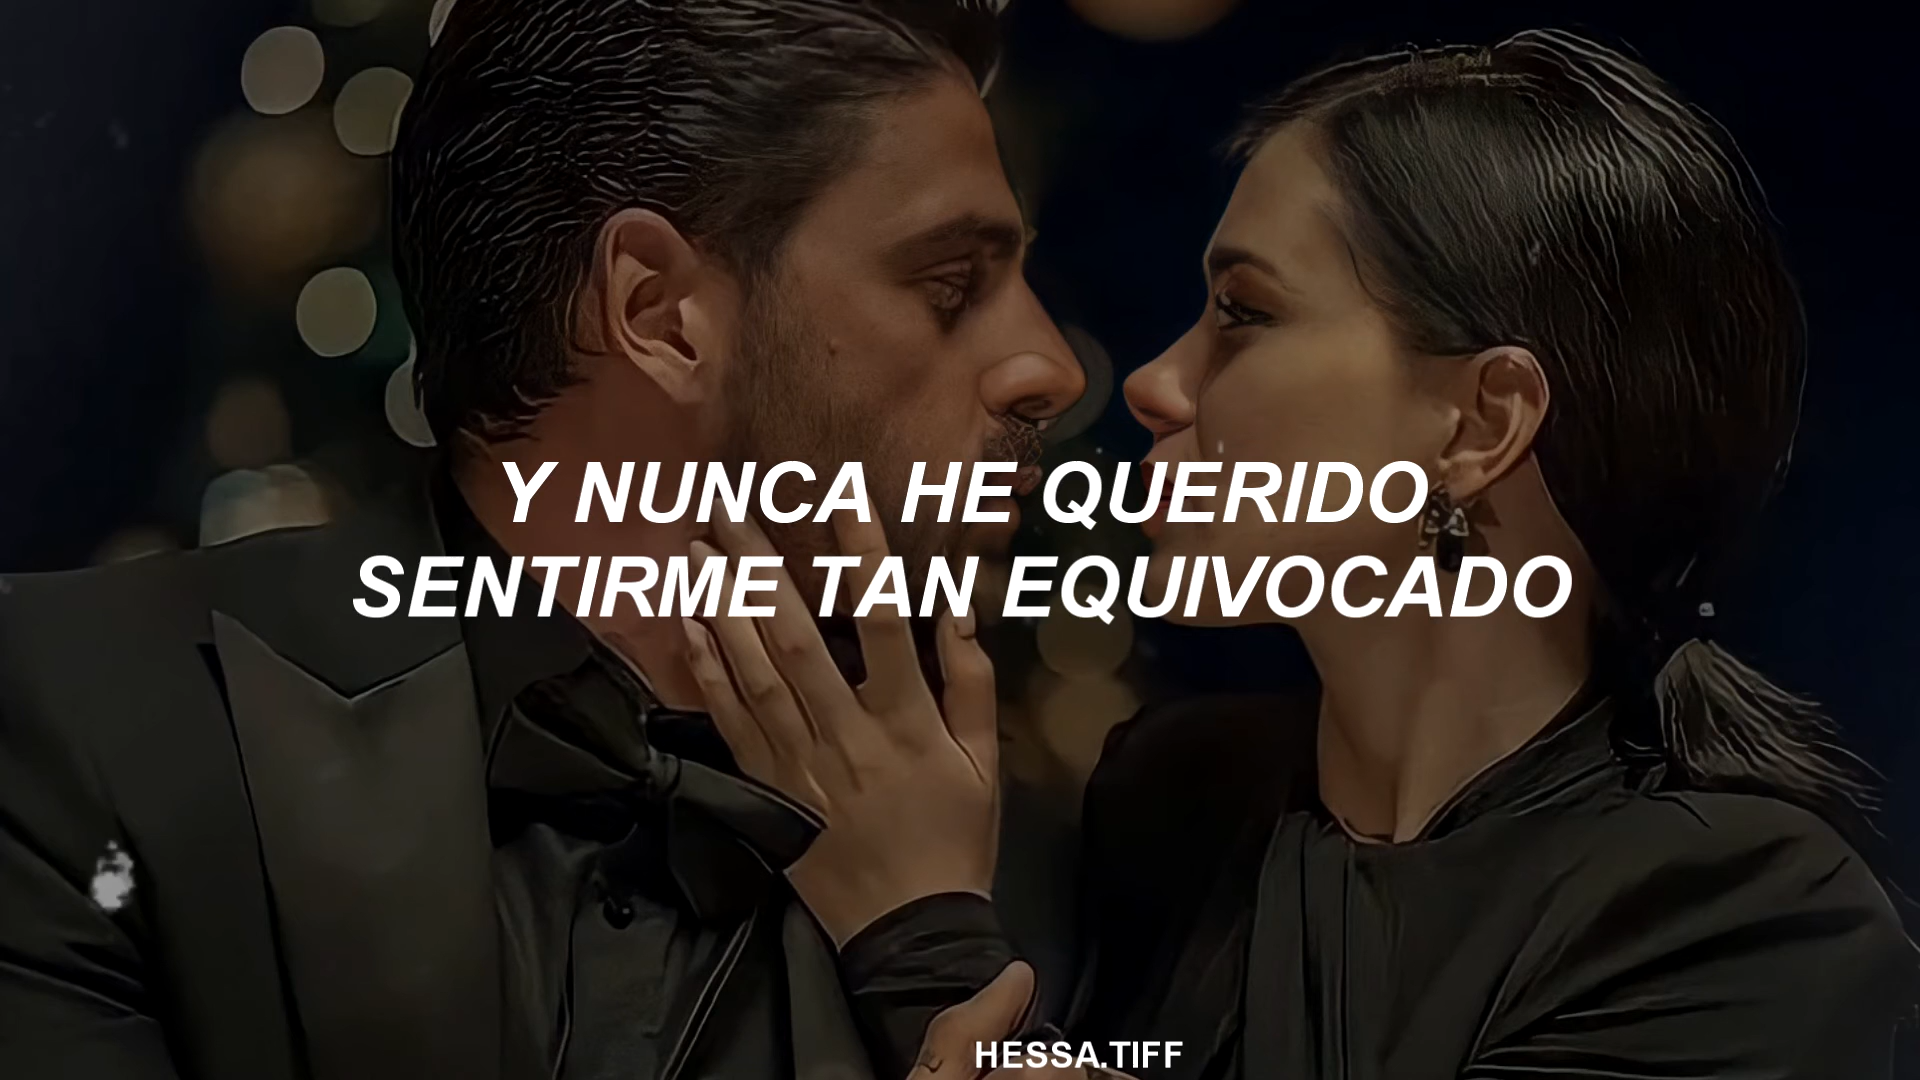 Y NUNCA HE QUERIDO
SENTIRME TAN EQUIVOCADO
HESSA.TIFF